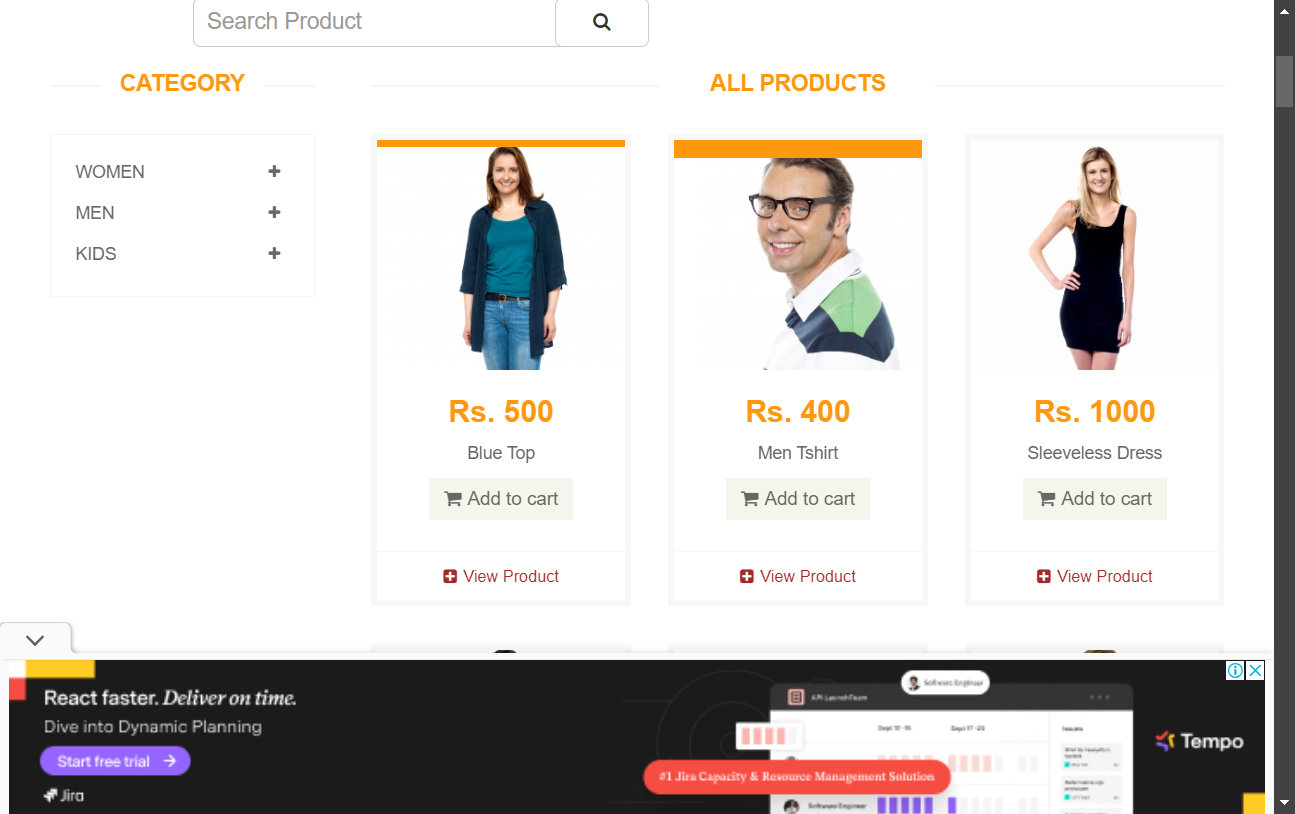 Search Product
CATEGORY
ALL PRODUCTS
WOMEN
MEN
KIDS
Rs. 500
Blue Top
Add to cart
View Product
Rs. 400
Men Tshirt
Add to cart
View Product
Rs. 1000
Sleeveless Dress
Add to cart
View Product
React faster. Deliver on time.
Dive into Dynamic Planning
Start free trial →
Jira
Software Engineer
API LaunchTeam
#1 Jira Capacity & Resource Management Solution
Software Engineer
Tempo